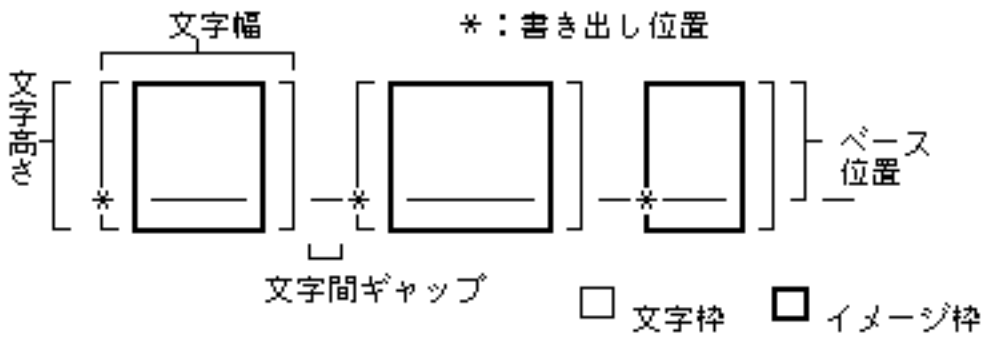 文字幅
*：書き出し位置
文字高さ
ベース
位置
文字間ギャップ
文字枠
イメージ枠